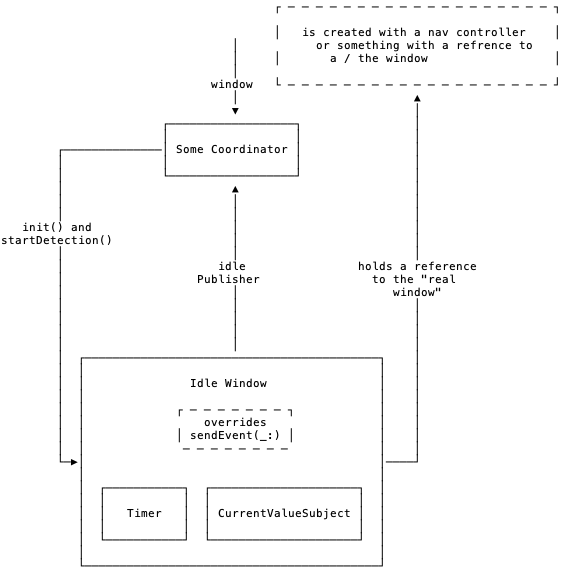 is created with a nav controller
or something with a refrence to
a / the window
window
Some Coordinator
init() and
startDetection()
idle
Publisher
holds a reference
to the "real
window"
Idle Window
overrides
sendEvent(_:)
Timer
CurrentValueSubject